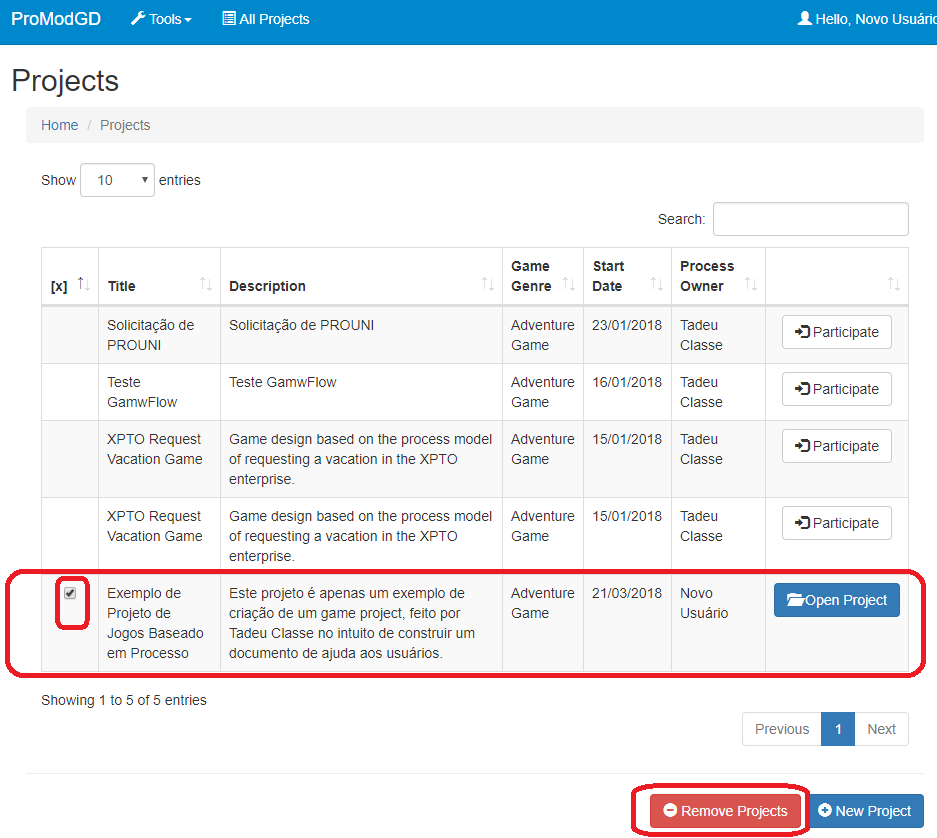 ProModGD Tools All Projects Hello, Novo Usuári
Projects
Home / Projects
Show 10 entries
Search:
[x] Title Description Game Genre Start Date Process Owner
Solicitação de Solicitação de PROUNI Adventure 23/01/2018 Tadeu Participate
PROUNI Game Classe
Teste Teste GamwFlow Adventure 16/01/2018 Tadeu Participate
GamwFlow Game Classe
XPTO Request Game design based on the process model Adventure 15/01/2018 Tadeu Participate
Vacation Game of requesting a vacation in the XPTO Game Classe
enterprise.
XPTO Request Game design based on the process model Adventure 15/01/2018 Tadeu Participate
Vacation Game of requesting a vacation in the XPTO Game Classe
enterprise.
Exemplo de Este projeto é apenas um exemplo de Adventure 21/03/2018 Novo Open Project
Projeto de criação de um game project, feito por Game Usuário
Jogos Baseado Tadeu Classe no intuito de construir um
em Processo documento de ajuda aos usuários.
Showing 1 to 5 of 5 entries
Previous 1 Next
Remove Projects New Project